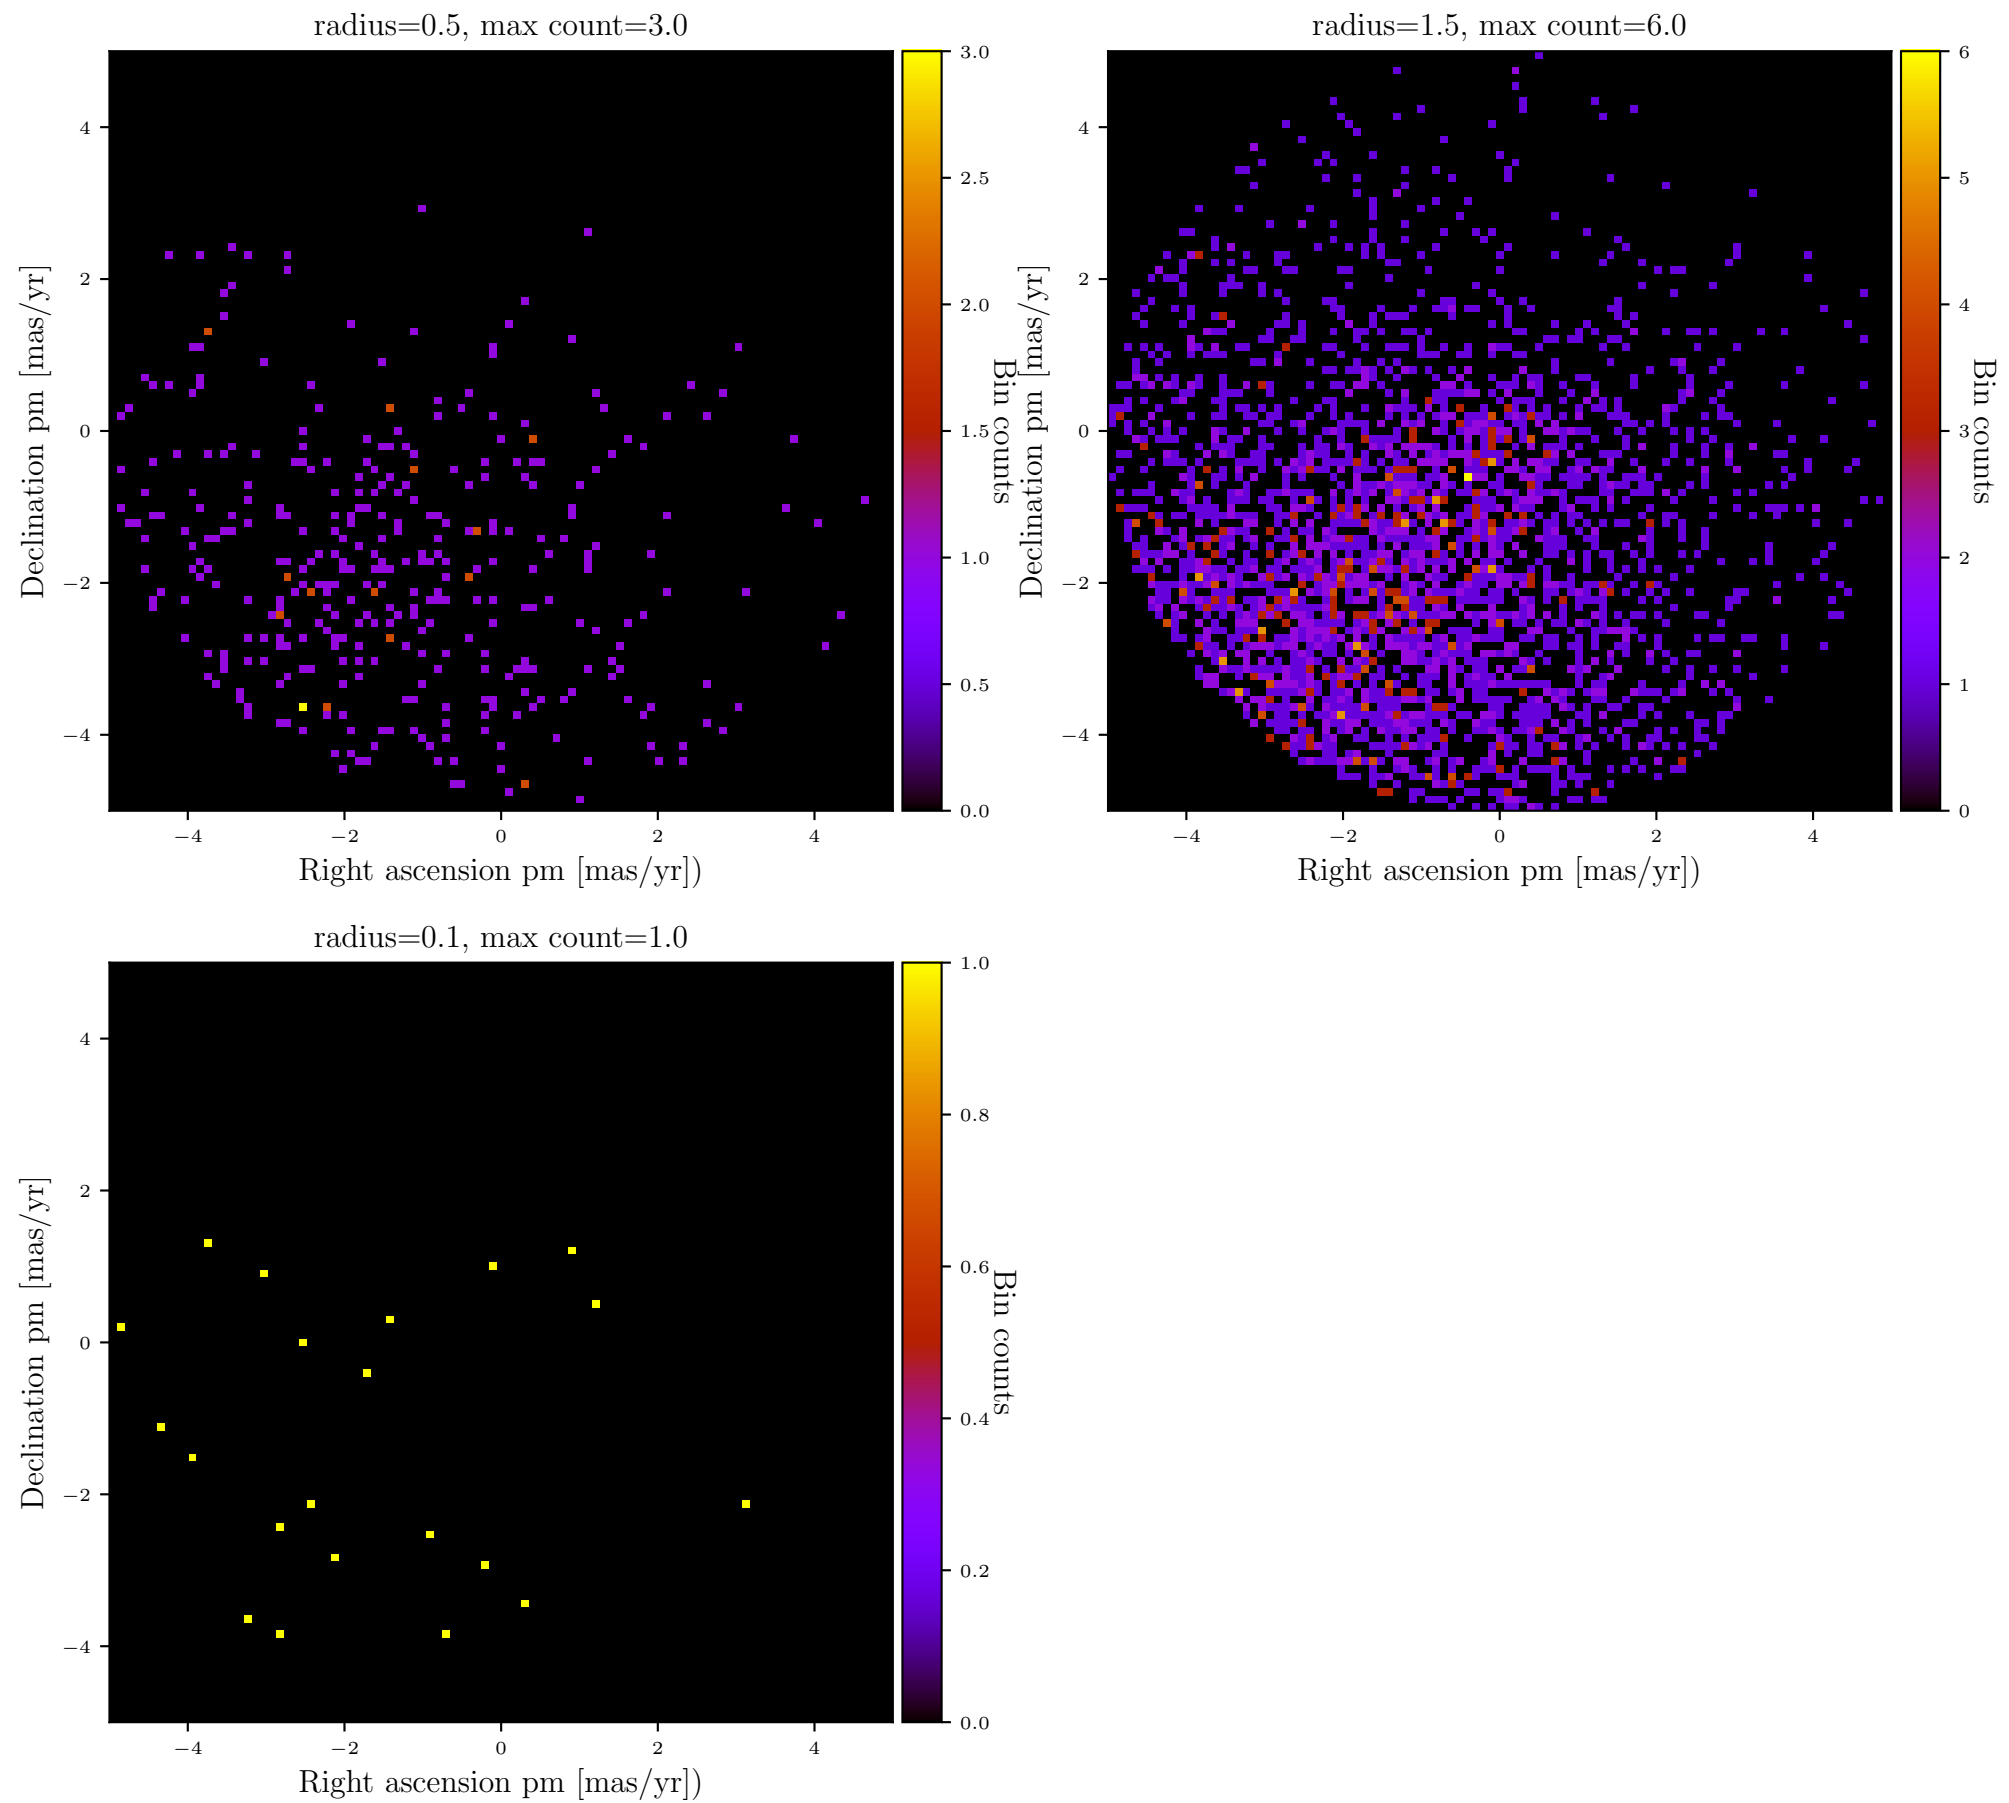 radius=0.5, max count=3.0
4
2
0
−2
−4
Declination pm [mas/yr]
−4 −2 0 2 4
Right ascension pm [mas/yr])
3.0
2.5
2.0
1.5
1.0
0.5
0.0
Bin counts
radius=1.5, max count=6.0
4
2
0
−2
−4
Declination pm [mas/yr]
−4 −2 0 2 4
Right ascension pm [mas/yr])
6
5
4
3
2
1
0
Bin counts
radius=0.1, max count=1.0
4
2
0
−2
−4
Declination pm [mas/yr]
−4 −2 0 2 4
Right ascension pm [mas/yr])
1.0
0.8
0.6
0.4
0.2
0.0
Bin counts